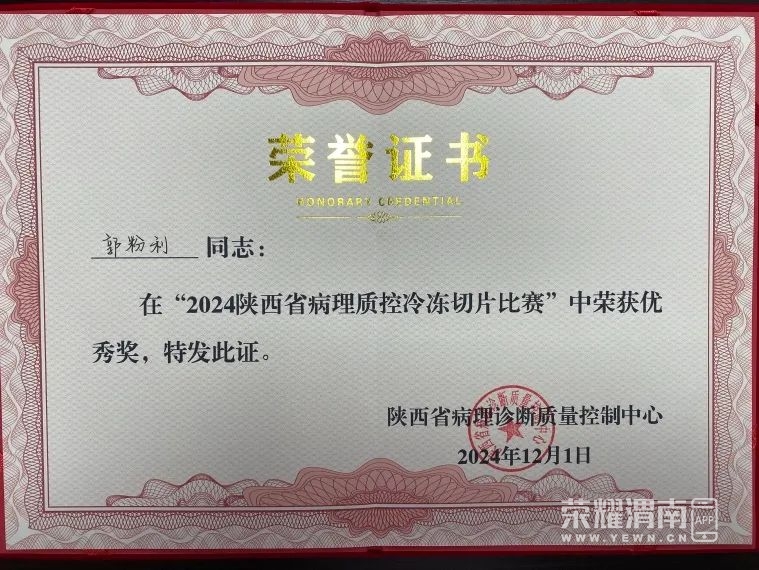 荣誉证书
HONORARY CREDENTIAL
郭粉利 同志：
在“2024陕西省病理质控冷冻切片比赛”中荣获优
秀奖，特发此证。
陕西省病理诊断质量控制中心
2024年12月1日
荣耀渭南 APP
WWW.YEWN.CN